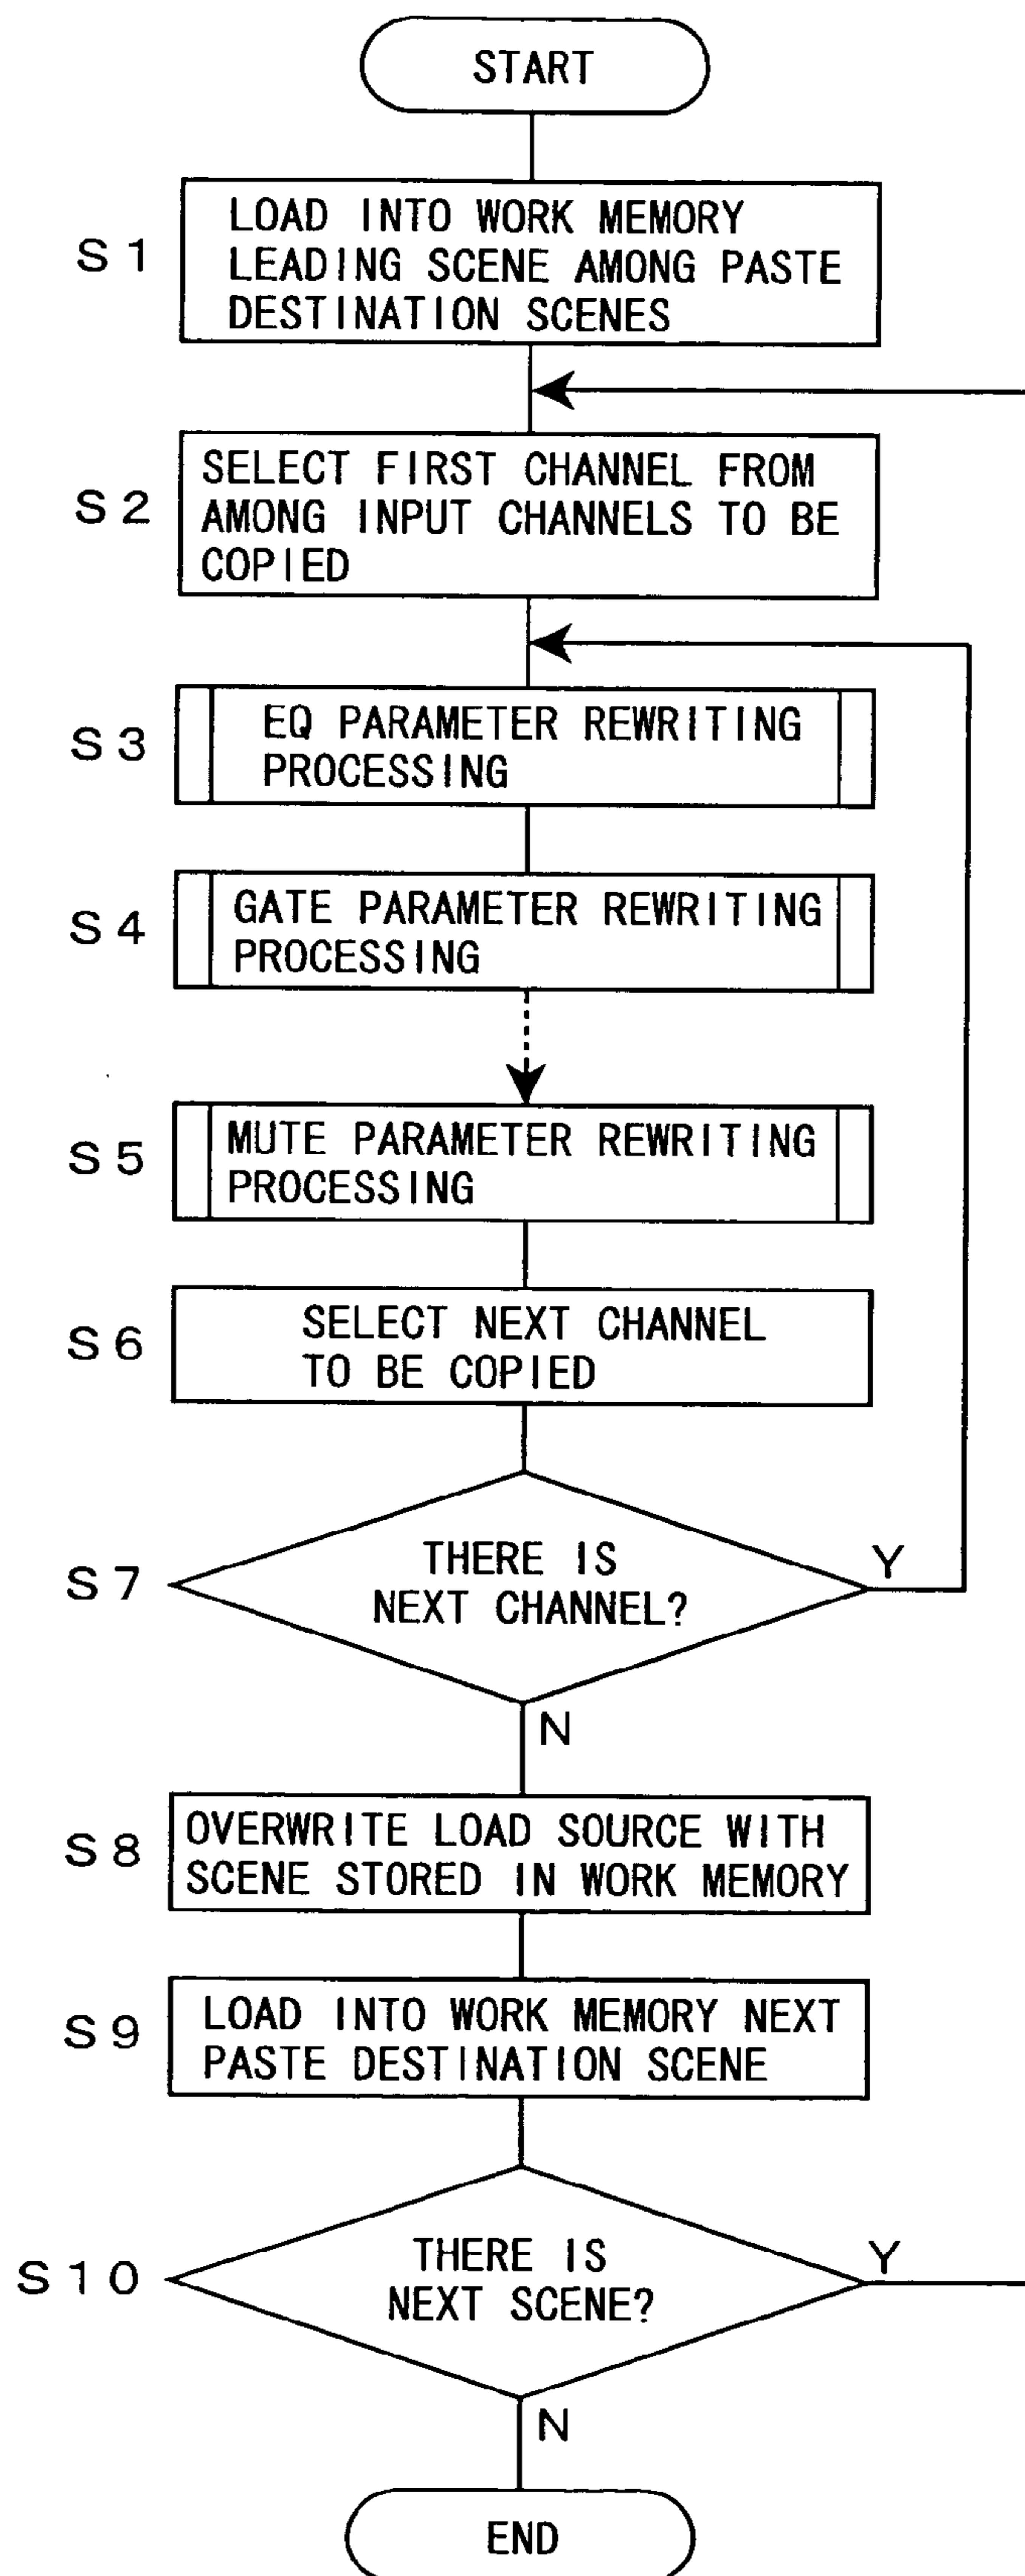 START
S1
LOAD INTO WORK MEMORY
LEADING SCENE AMONG PASTE
DESTINATION SCENES
S2
SELECT FIRST CHANNEL FROM
AMONG INPUT CHANNELS TO BE
COPIED
S3
EQ PARAMETER REWRITING
PROCESSING
S4
GATE PARAMETER REWRITING
PROCESSING
S5
MUTE PARAMETER REWRITING
PROCESSING
S6
SELECT NEXT CHANNEL
TO BE COPIED
S7
THERE IS
NEXT CHANNEL?
Y
N
S8
OVERWRITE LOAD SOURCE WITH
SCENE STORED IN WORK MEMORY
S9
LOAD INTO WORK MEMORY NEXT
PASTE DESTINATION SCENE
S10
THERE IS
NEXT SCENE?
Y
N
END